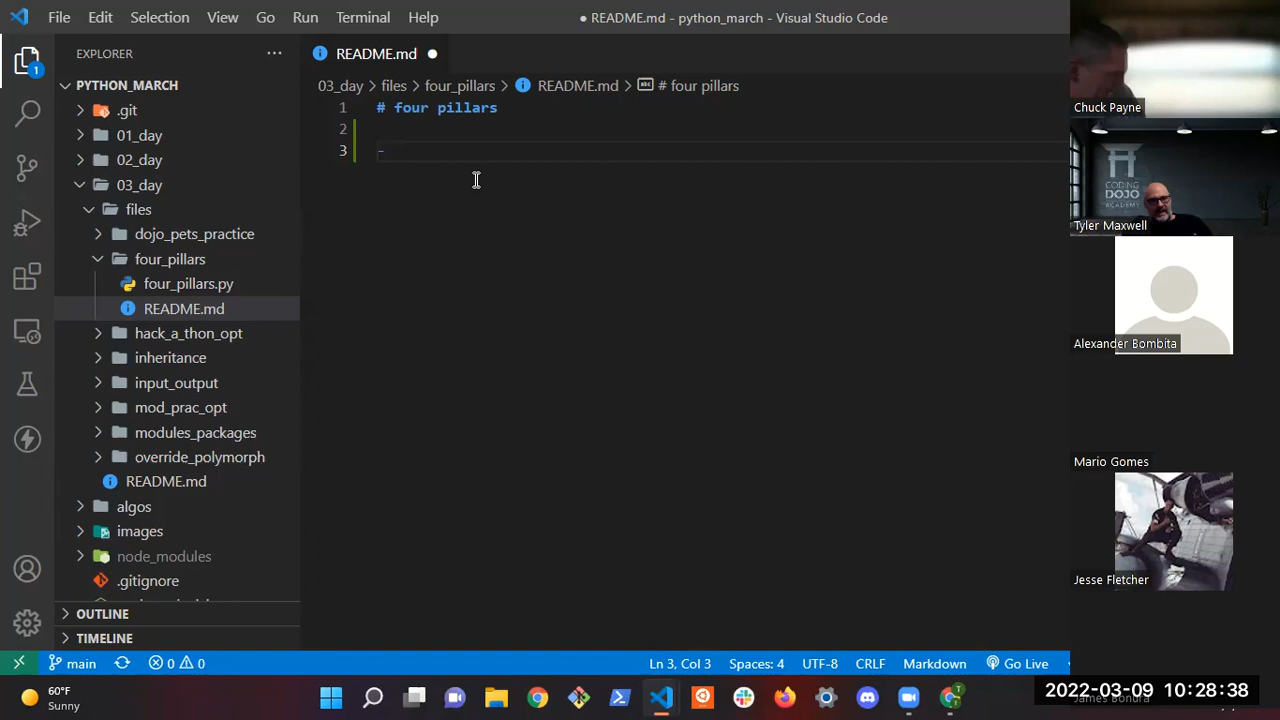 File Edit Selection View Go Run Terminal Help
● README.md - python_march - Visual Studio Code
EXPLORER
PYTHON_MARCH
.git
01_day
02_day
03_day
files
dojo_pets_practice
four_pillars
four_pillars.py
README.md
hack_a_thon_opt
inheritance
input_output
mod_prac_opt
modules_packages
override_polymorph
README.md
algos
images
node_modules
.gitignore
OUTLINE
TIMELINE
1
README.md
03_day > files > four_pillars > README.md > # four pillars
1 # four pillars
2
3 -
Chuck Payne
CODING
DOJO
ACADEMY
Tyler Maxwell
Alexander Bombita
Mario Gomes
Jesse Fletcher
James Bonura
main 0 0 Ln 3, Col 3 Spaces: 4 UTF-8 CRLF Markdown Go Live
60°F
Sunny
2022-03-09 10:28:38